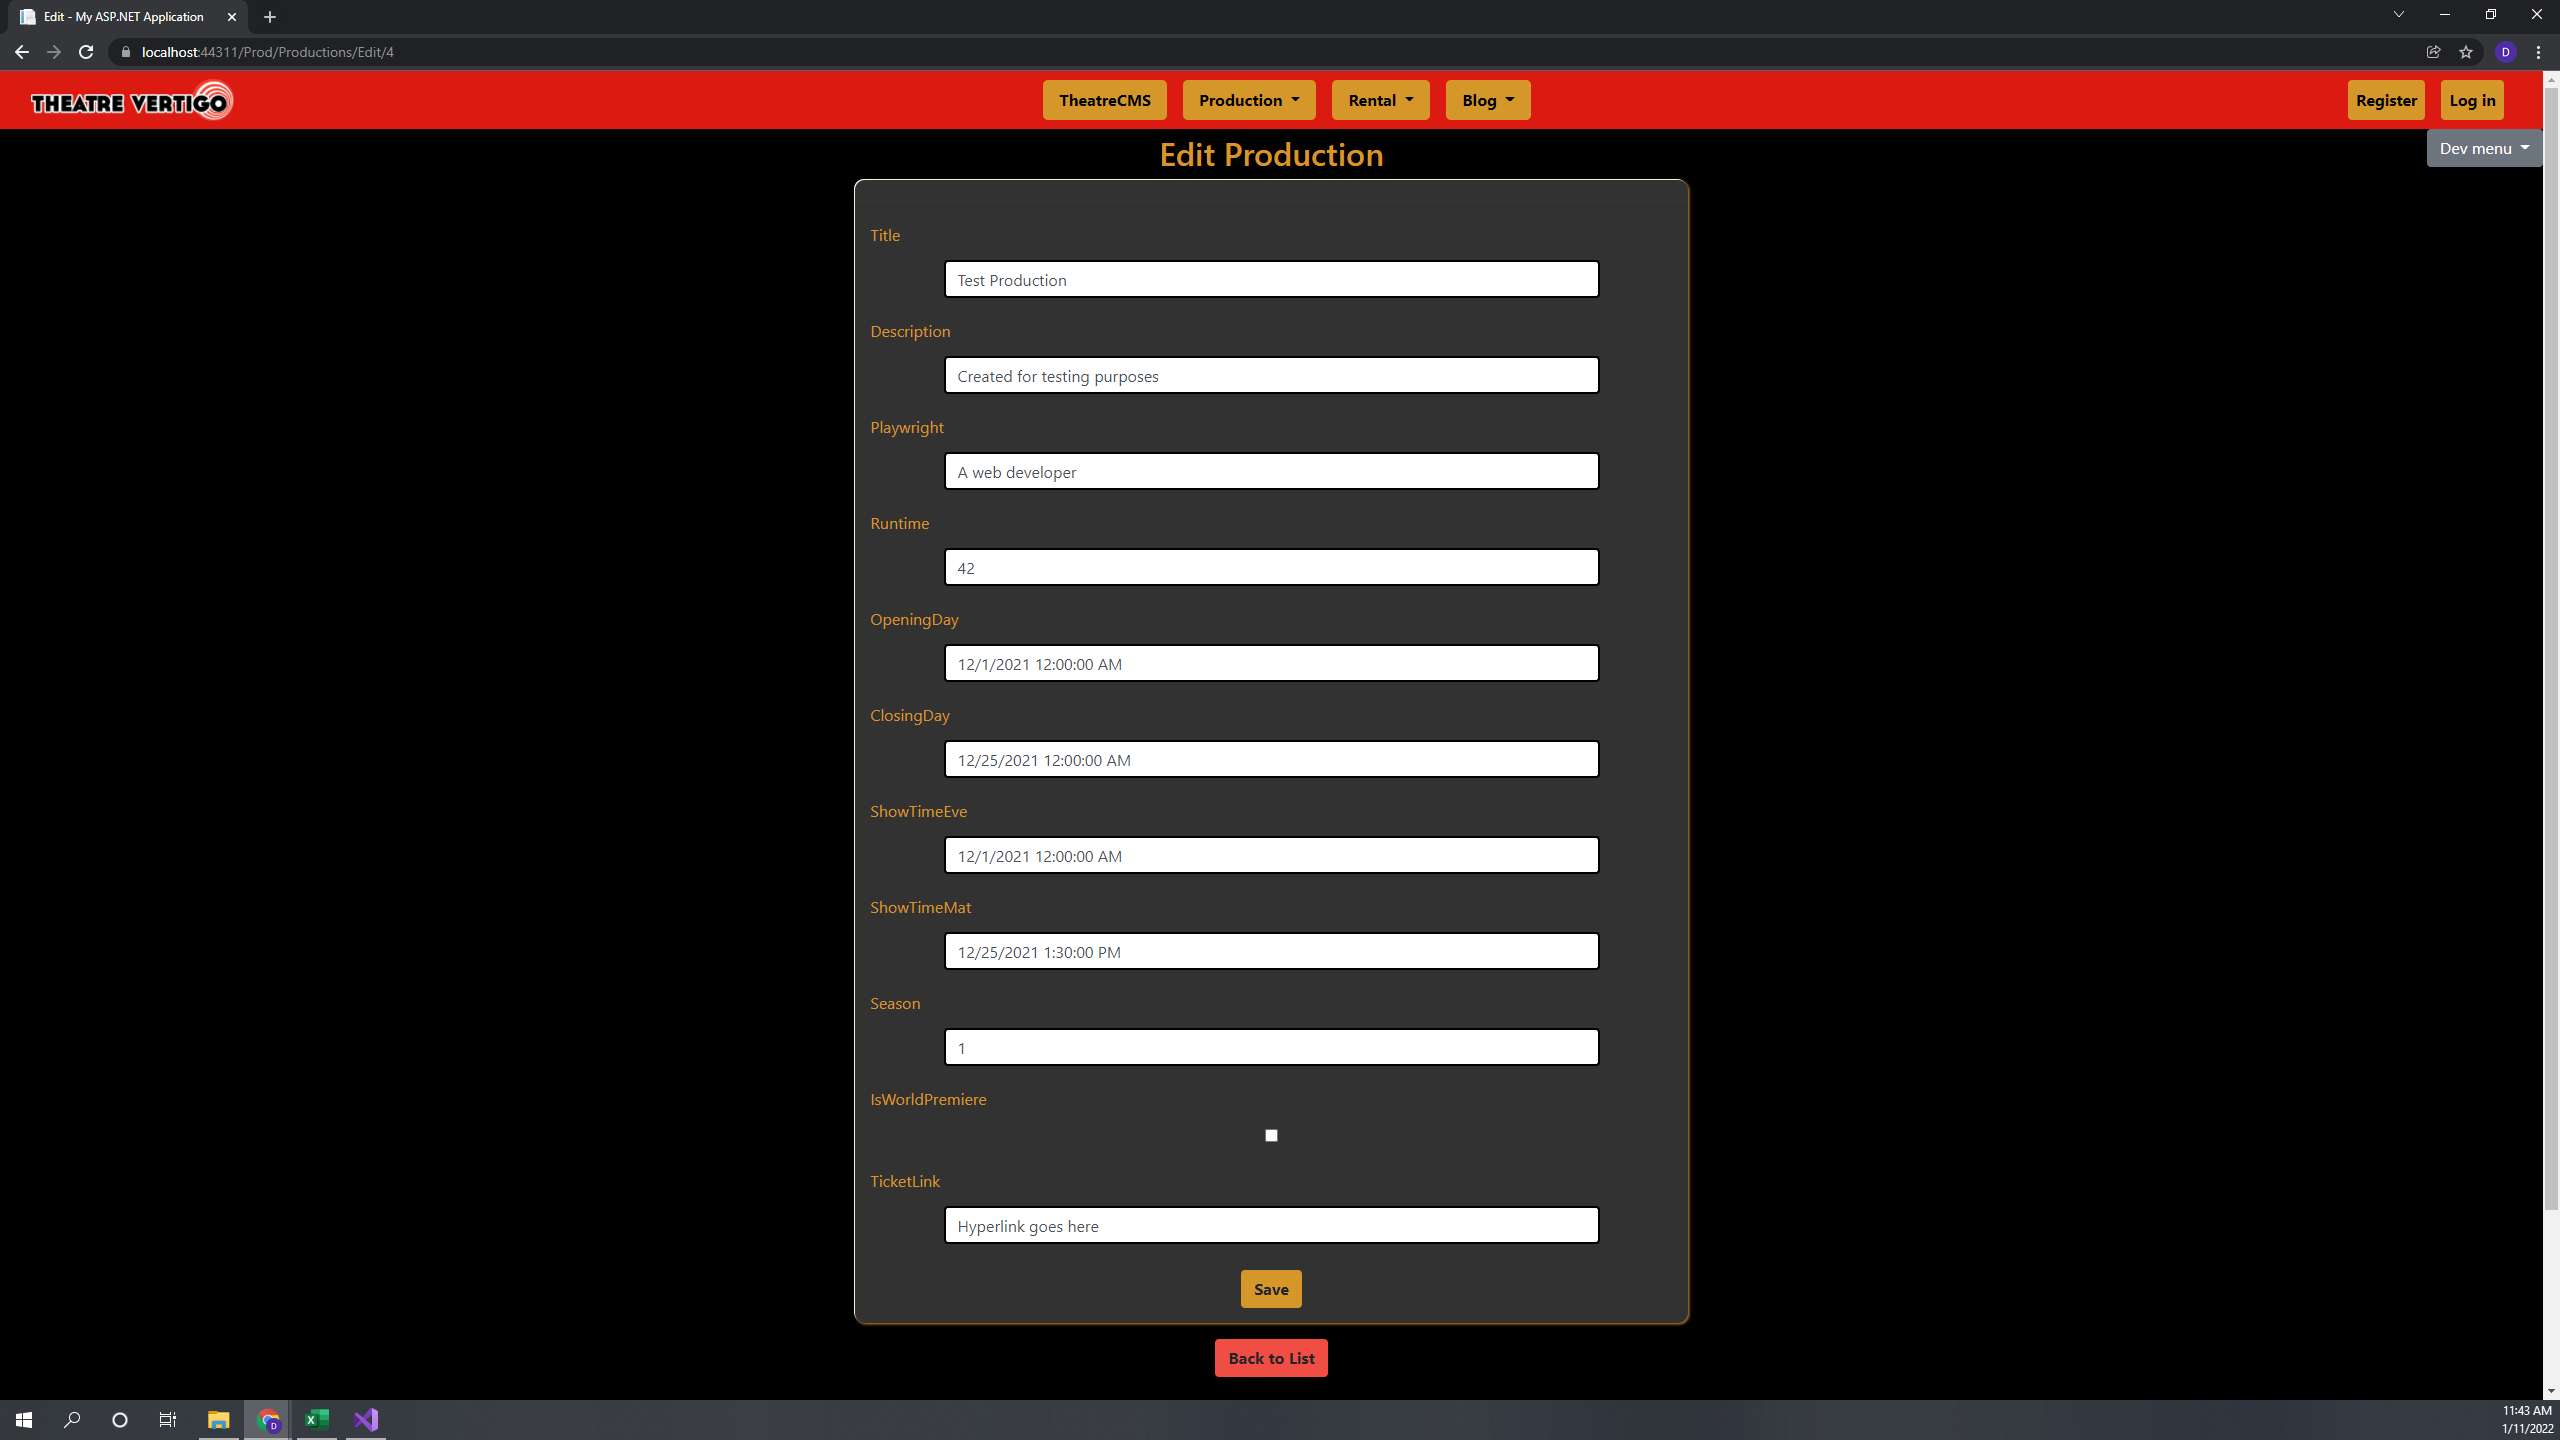 Edit - My ASP.NET Application
localhost:44311/Prod/Productions/Edit/4
D
THEATRE VERTIGO
TheatreCMS
Production
Rental
Blog
Register
Log in
Dev menu
Edit Production
Title
Test Production
Description
Created for testing purposes
Playwright
A web developer
Runtime
42
OpeningDay
12/1/2021 12:00:00 AM
ClosingDay
12/25/2021 12:00:00 AM
ShowTimeEve
12/1/2021 12:00:00 AM
ShowTimeMat
12/25/2021 1:30:00 PM
Season
1
IsWorldPremiere
TicketLink
Hyperlink goes here
Save
Back to List
D
X
11:43 AM
1/11/2022